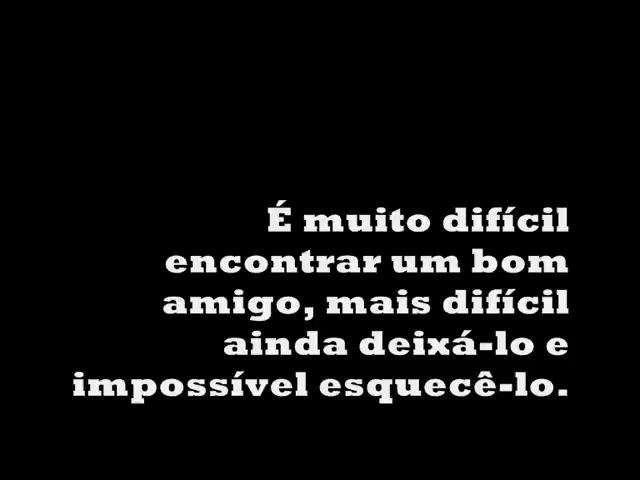 É muito difícil
encontrar um bom
amigo, mais difícil
ainda deixá-lo e
impossível esquecê-lo.